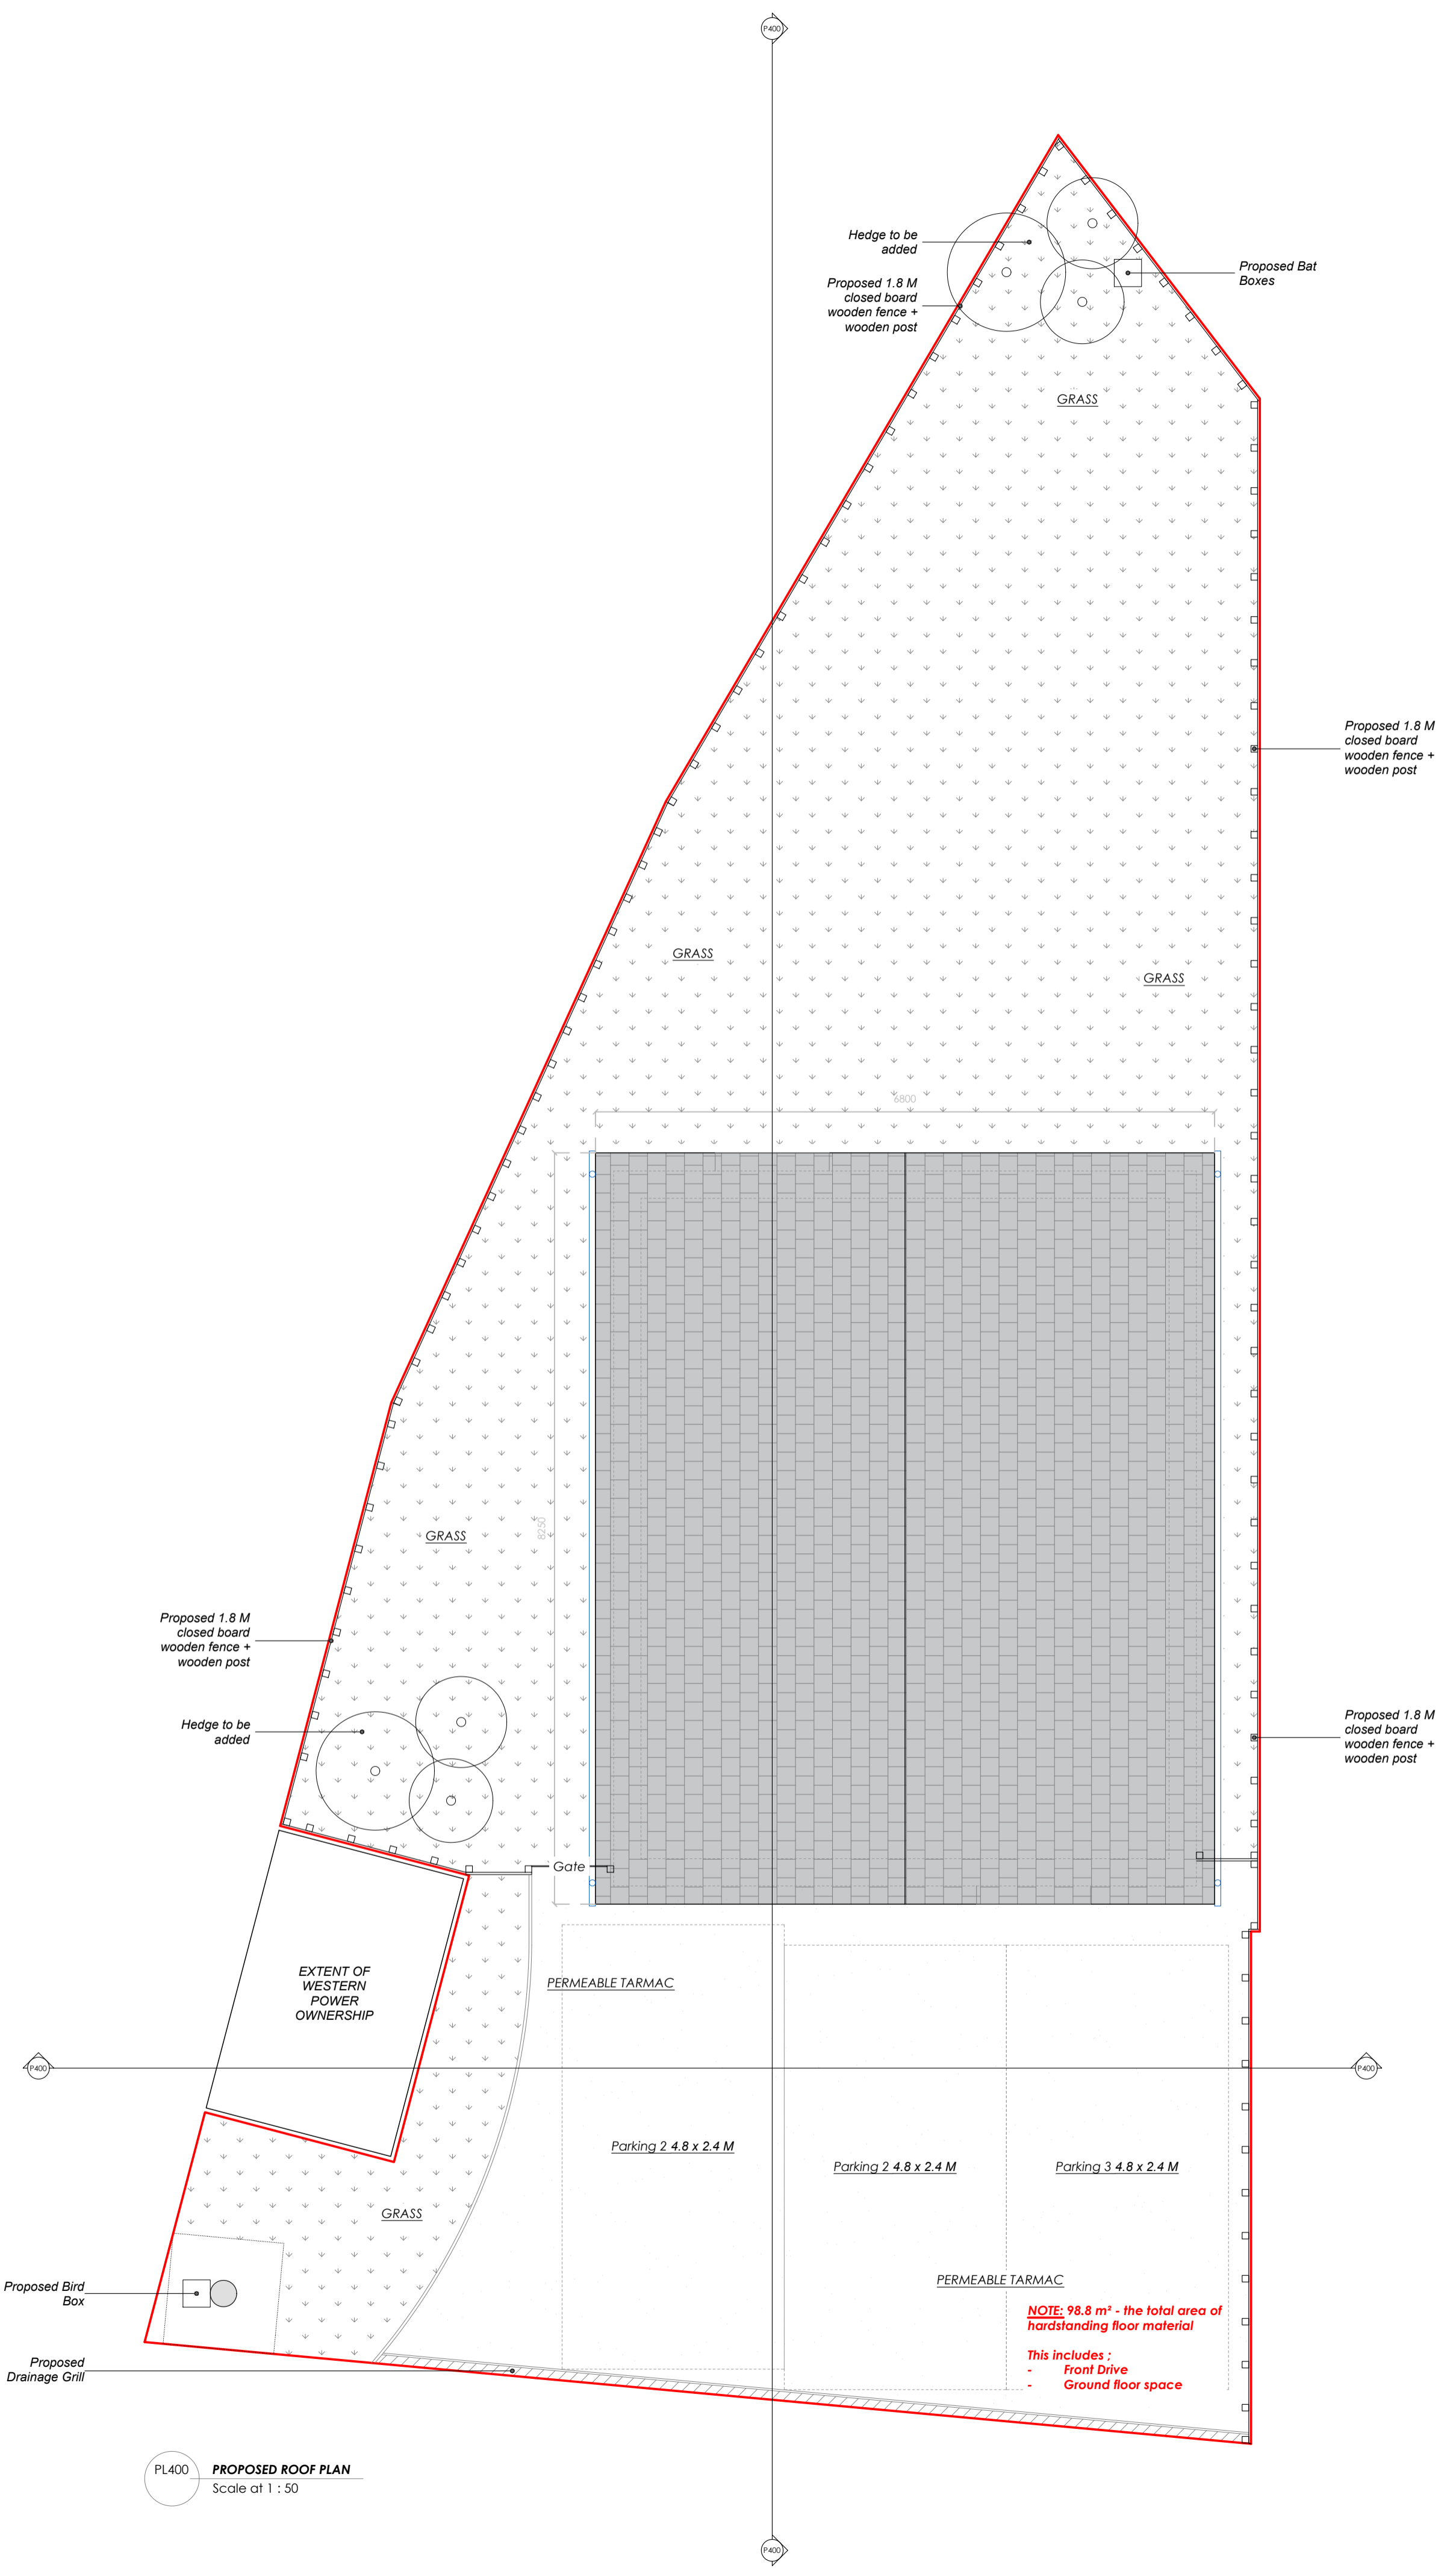 P400
Hedge to be
added
Proposed Bat
Boxes
Proposed 1.8 M
closed board
wooden fence +
wooden post
GRASS
Proposed 1.8 M
closed board
wooden fence +
wooden post
GRASS
GRASS
6800
8250
GRASS
Proposed 1.8 M
closed board
wooden fence +
wooden post
Hedge to be
added
Proposed 1.8 M
closed board
wooden fence +
wooden post
Gate
EXTENT OF
WESTERN
POWER
OWNERSHIP
PERMEABLE TARMAC
P400
P400
Parking 2 4.8 x 2.4 M
Parking 2 4.8 x 2.4 M
Parking 3 4.8 x 2.4 M
GRASS
PERMEABLE TARMAC
Proposed Bird
Box
NOTE: 98.8 m² - the total area of
hardstanding floor material
This includes ;
- Front Drive
- Ground floor space
Proposed
Drainage Grill
PL400
PROPOSED ROOF PLAN
Scale at 1 : 50
P400